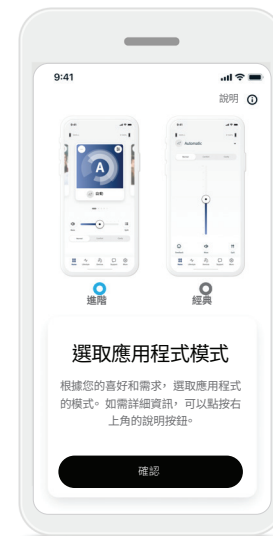 9:41
說明
A
自動
Automatic
進階
經典
選取應用程式模式
根據您的喜好和需求，選取應用程式
的模式。如需詳細資訊，可以點按右
上角的說明按鈕。
確認